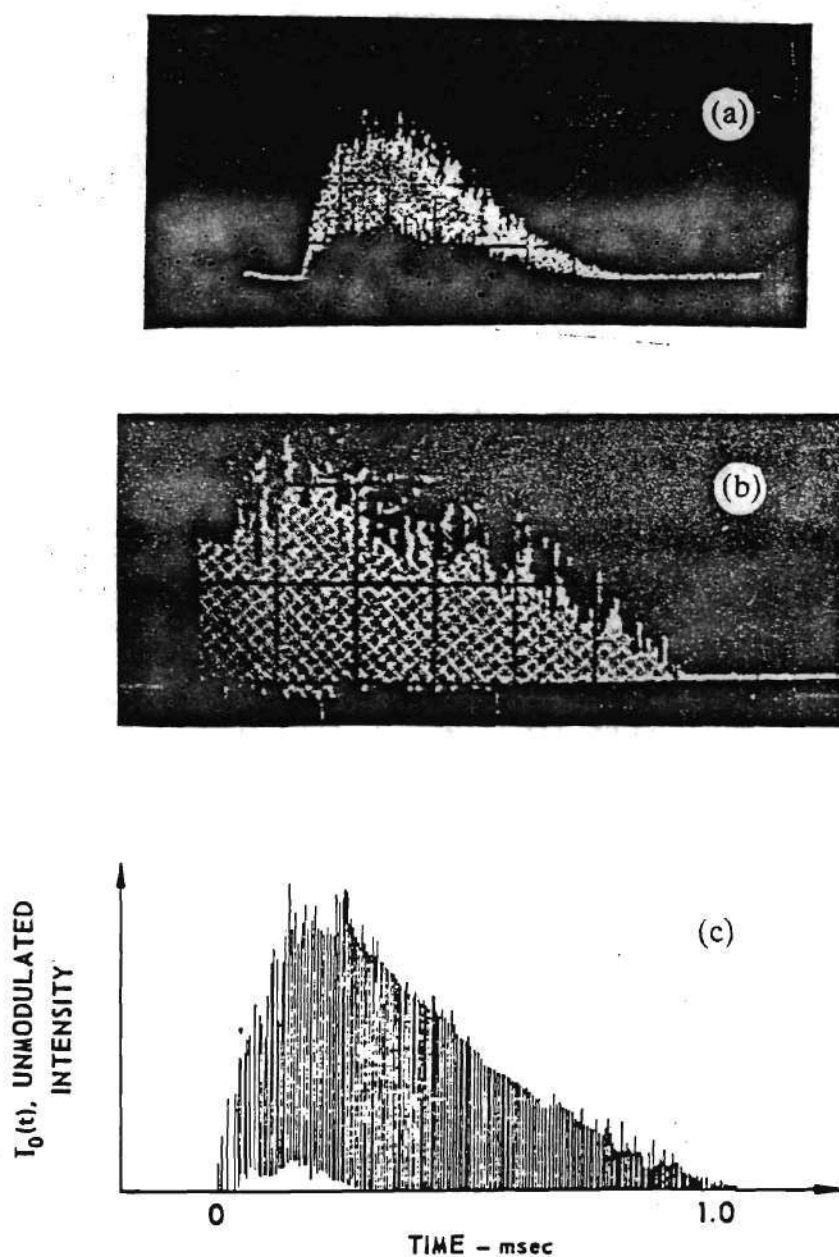 (a)
(b)
(c)
I₀(t), UNMODULATED
INTENSITY
0
1.0
TIME – msec